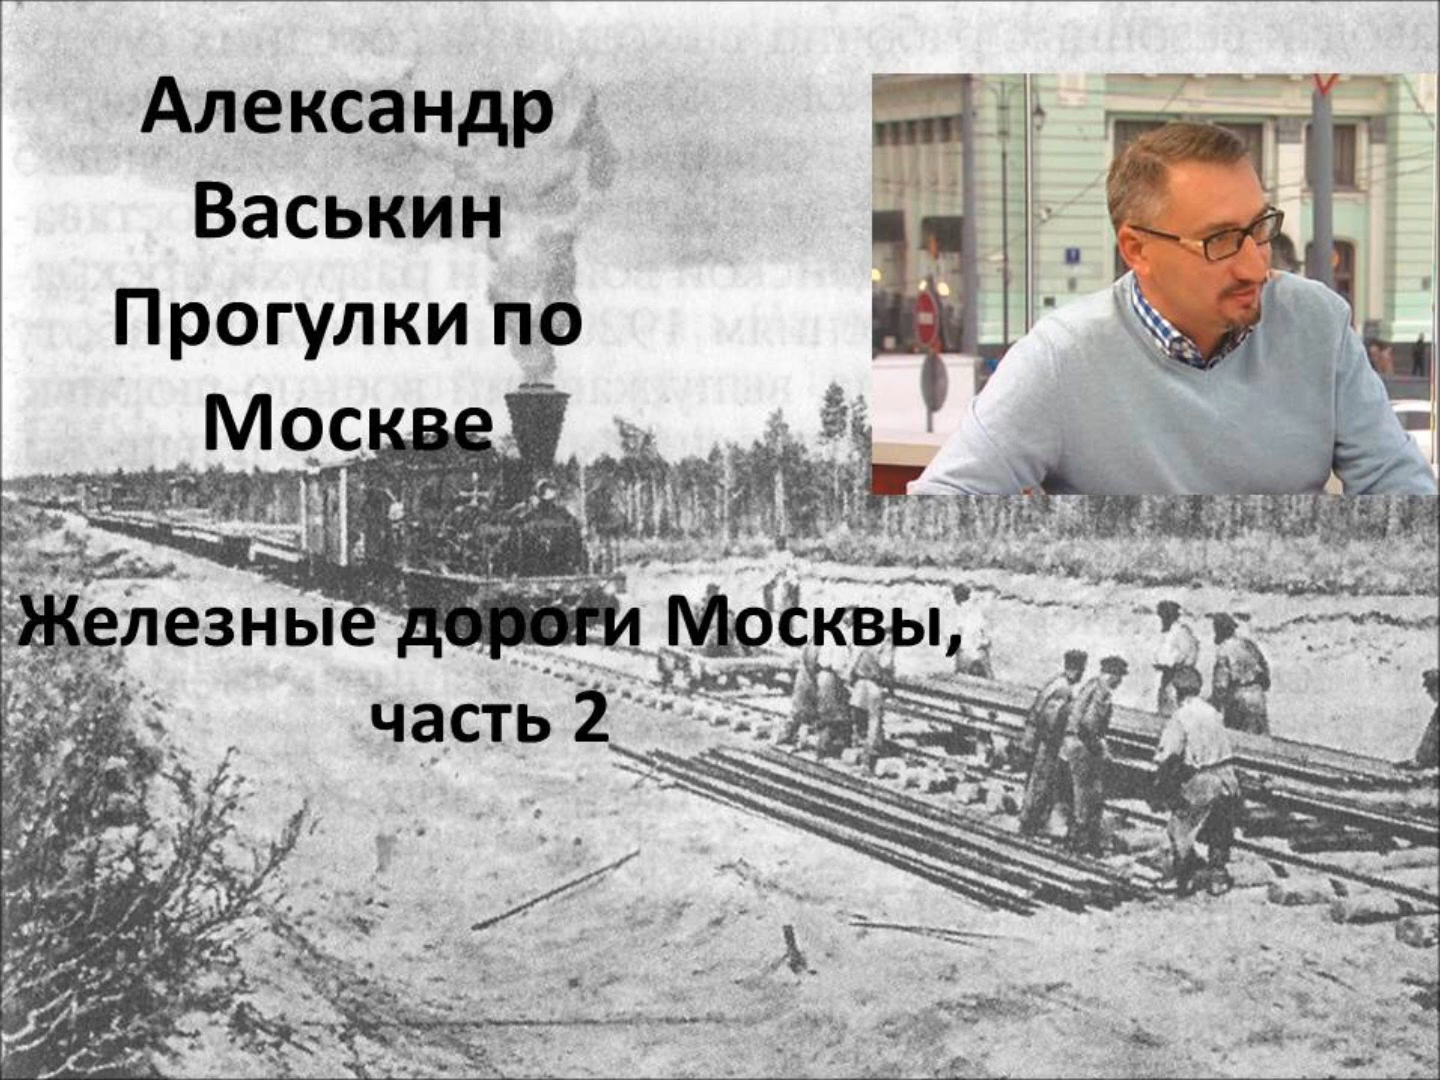 Александр
Васькин
Прогулки по
Москве
Железные дороги Москвы,
часть 2